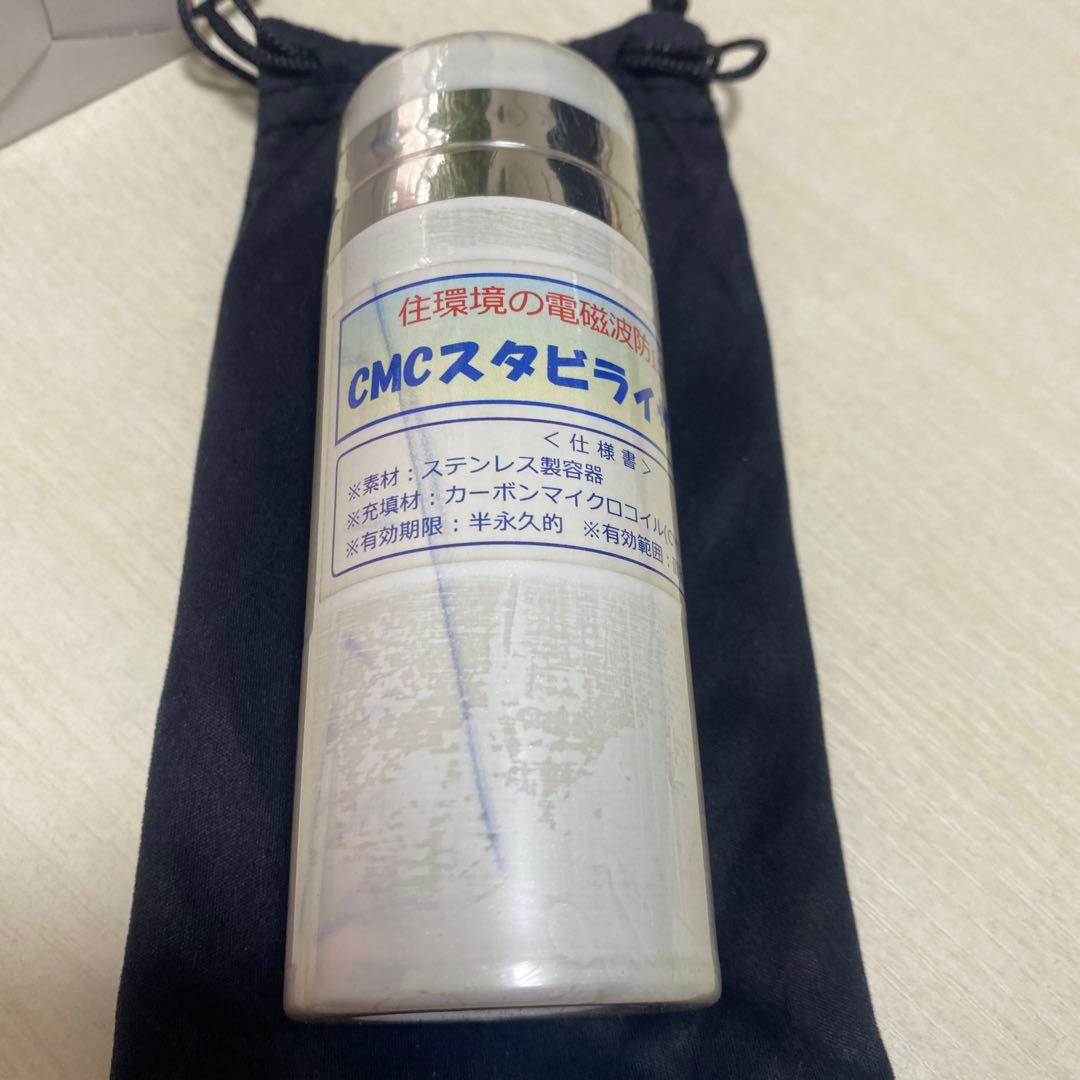 住環境の電磁波防
CMCスタビライ
＜仕様書＞
※素材：ステンレス製容器
※充填材：カーボンマイクロコイル(C
※有効期限：半永久的 ※有効範囲：